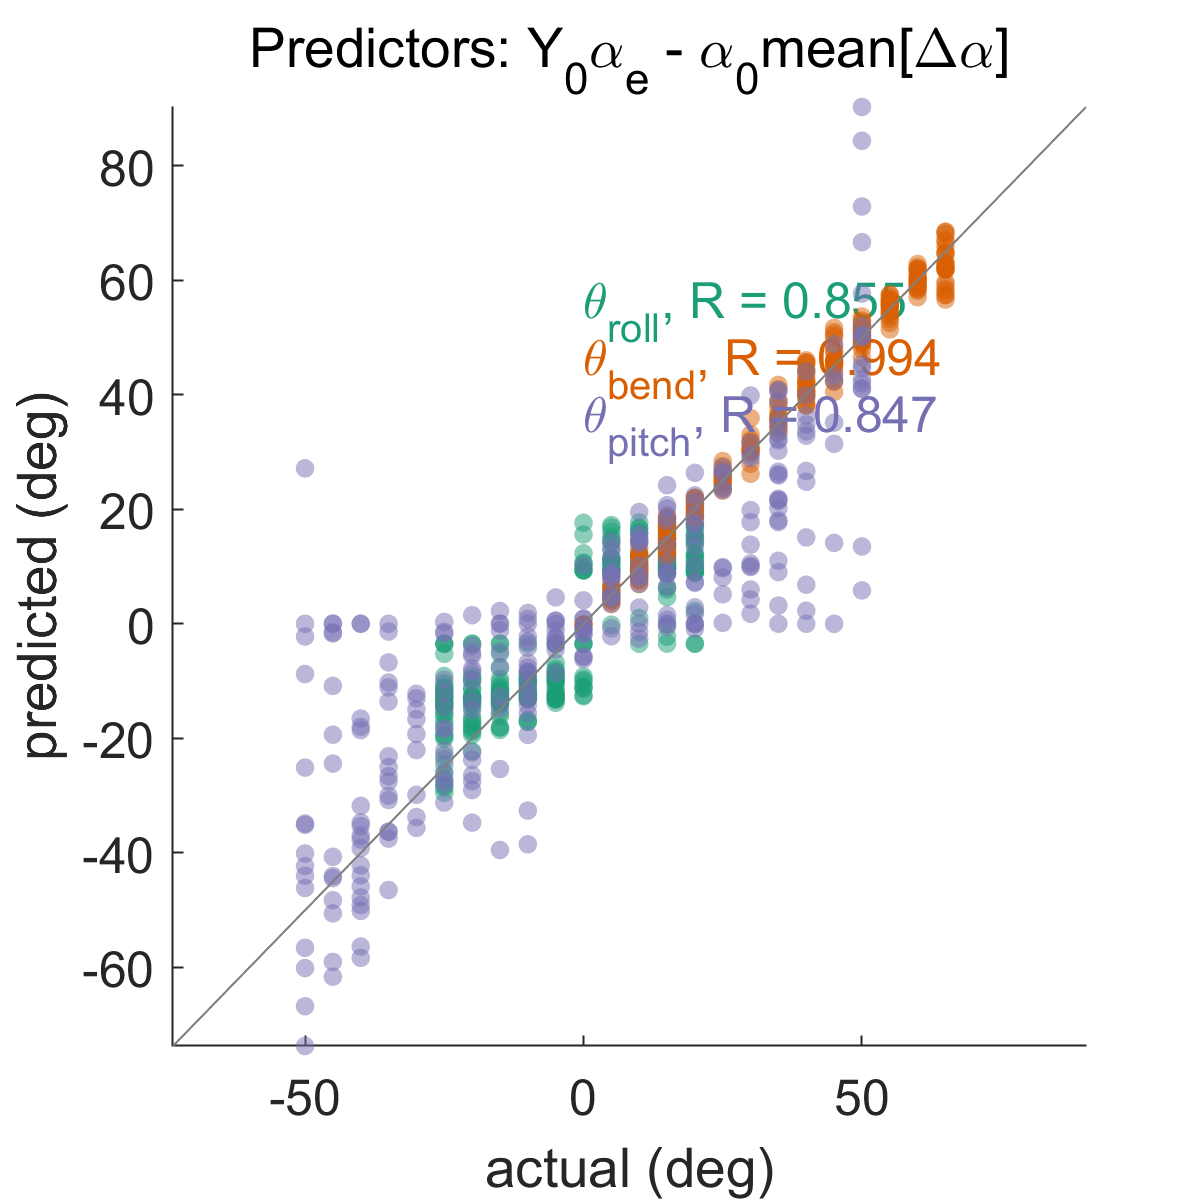 Predictors: Y₀αₑ - α₀mean[Δα]
80
60
40
20
0
-20
-40
-60
-50
0
50
θroll, R = 0.855
θbend, R = 0.994
θpitch, R = 0.847
predicted (deg)
actual (deg)